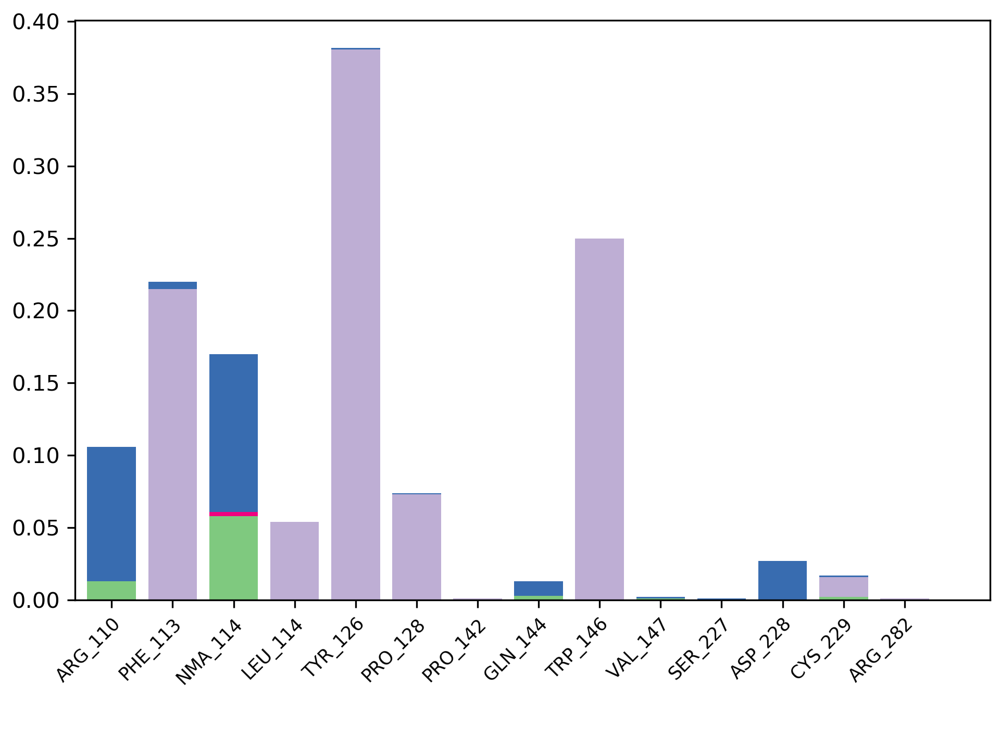 0.40
0.35
0.30
0.25
0.20
0.15
0.10
0.05
0.00
ARG_110
PHE_113
NMA_114
LEU_114
TYR_126
PRO_128
PRO_142
GLN_144
TRP_146
VAL_147
SER_227
ASP_228
CYS_229
ARG_282